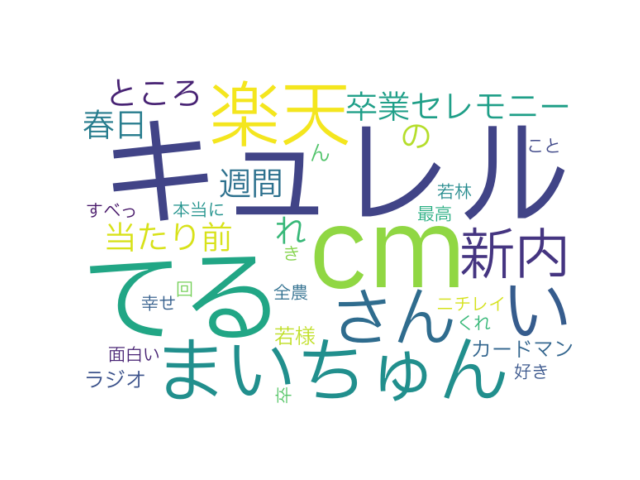 ところ
楽天
卒業セレモニー
春日
キュレル
の
こと
ん
週間
若林
すべっ
本当に
最高
当たり前
れ
cm
新内
き
てる
回
全農
幸せ
さん
ニチレイ
い
くれ
若様
面白い
まいちゅん
カードマン
ラジオ
好き